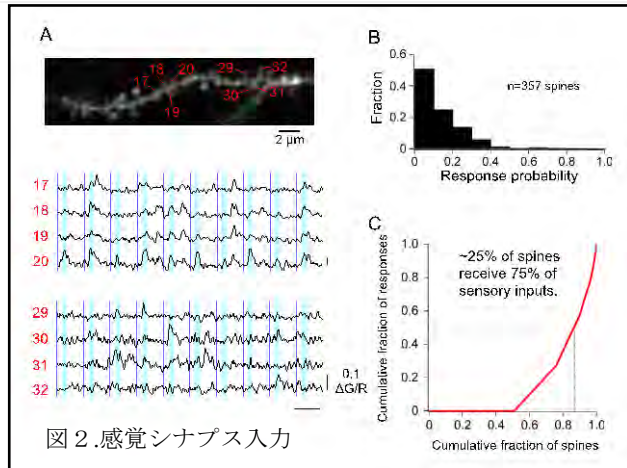 A
17
18
20
29
32
19
30
31
2 μm
17
18
19
20
29
30
31
32
0.1
ΔG/R
B
0.6
0.4
0.2
0
Fraction
n=357 spines
0
0.2
0.4
0.6
0.8
1.0
Response probability
C
1.0
0.8
0.6
0.4
0.2
0
Cumulative fraction of responses
~25% of spines
receive 75% of
sensory inputs.
0
0.2
0.4
0.6
0.8
1.0
Cumulative fraction of spines
図2.感覚シナプス入力